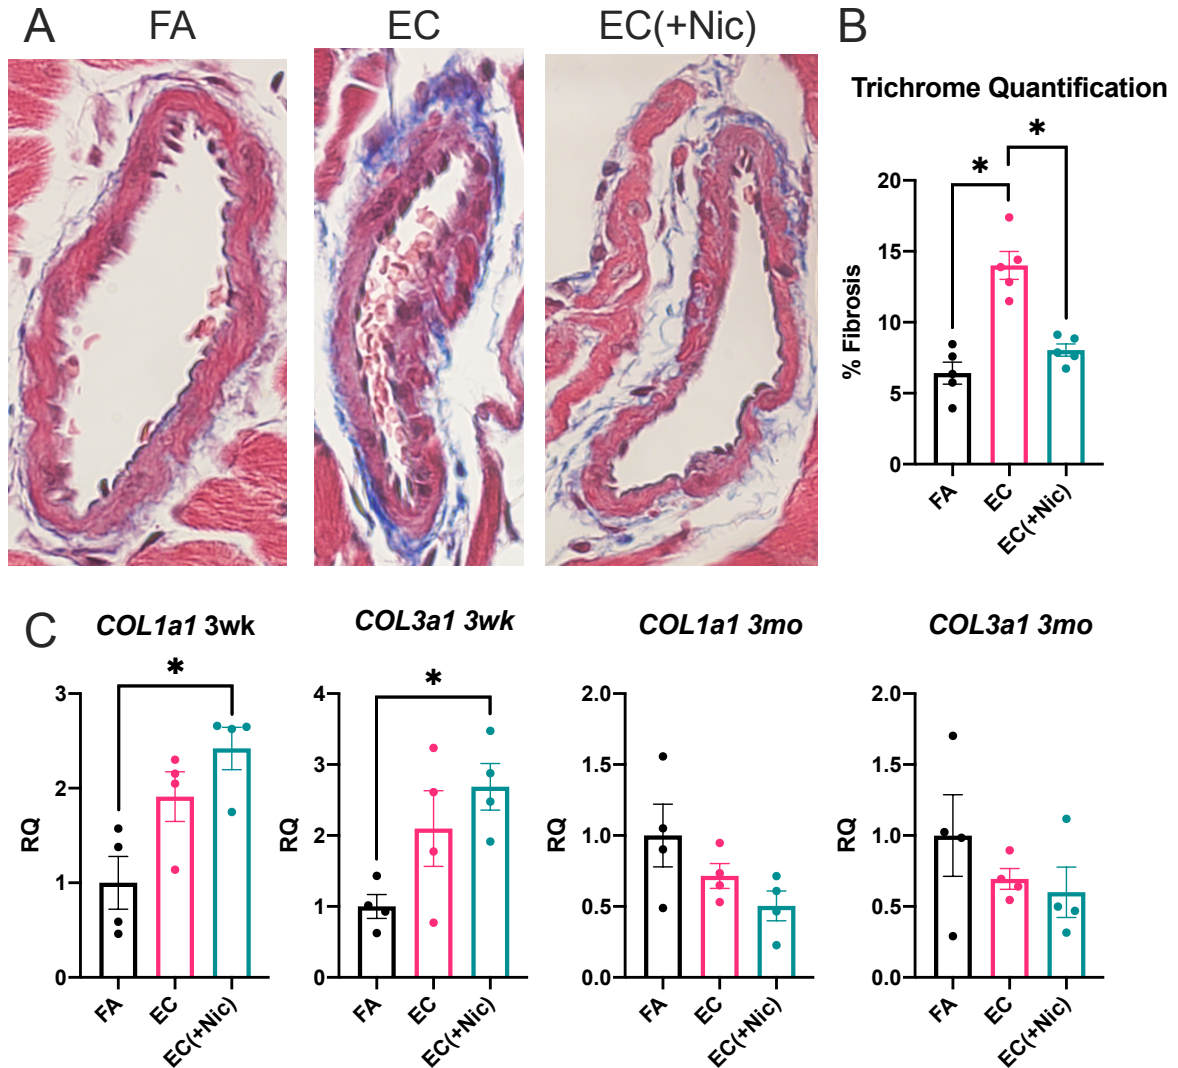 A
FA
EC
EC(+Nic)
B
Trichrome Quantification
*
*
20
15
10
5
0
% Fibrosis
FA
EC
EC(+Nic)
C
COL1a1 3wk
*
3
2
1
0
RQ
FA
EC
EC(+Nic)
COL3a1 3wk
*
4
3
2
1
0
RQ
FA
EC
EC(+Nic)
COL1a1 3mo
2.0
1.5
1.0
0.5
0.0
RQ
FA
EC
EC(+Nic)
COL3a1 3mo
2.0
1.5
1.0
0.5
0.0
RQ
FA
EC
EC(+Nic)